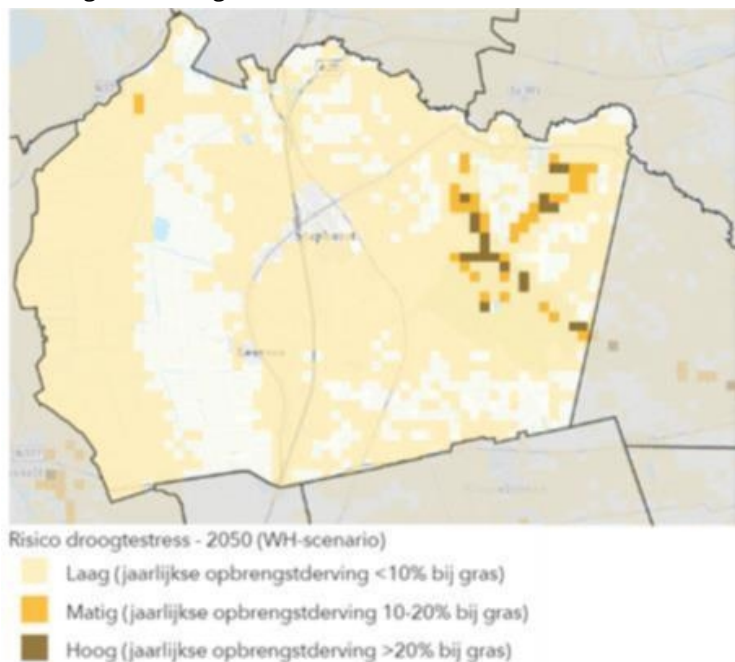 Risico droogtestress - 2050 (WH-scenario)
Laag (jaarlijkse opbrengstderving <10% bij gras)
Matig (jaarlijkse opbrengstderving 10-20% bij gras)
Hoog (jaarlijkse opbrengstderving >20% bij gras)